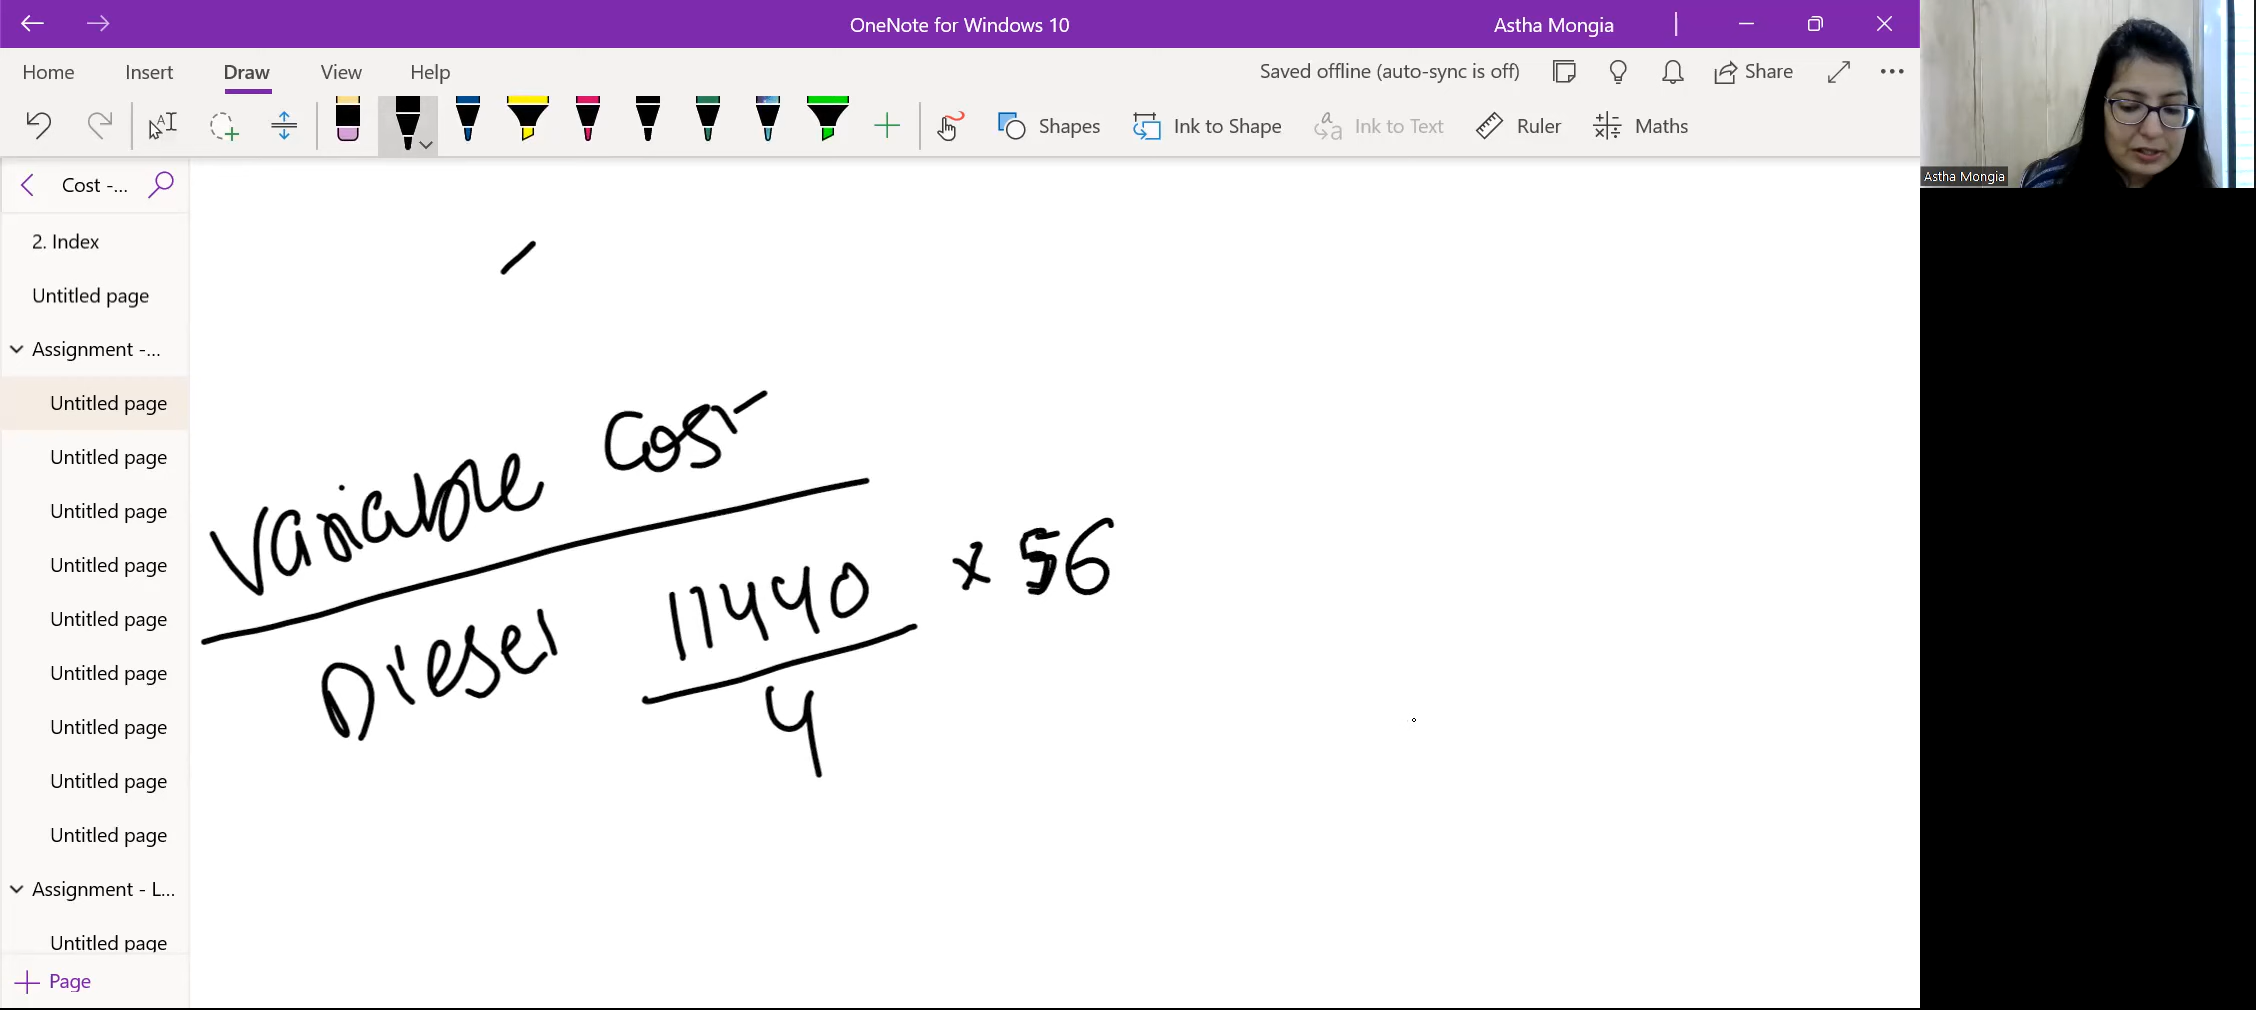 OneNote for Windows 10
Astha Mongia
Home Insert Draw View Help
Saved offline (auto-sync is off)
Share
Shapes
Ink to Shape
Ink to Text
Ruler
Maths
Astha Mongia
Cost -...
2. Index
Untitled page
Assignment -...
Untitled page
Untitled page
Untitled page
Untitled page
Untitled page
Untitled page
Untitled page
Untitled page
Untitled page
Assignment - L...
Untitled page
Page
Variable Cost
Diesel 11440 x 56
4